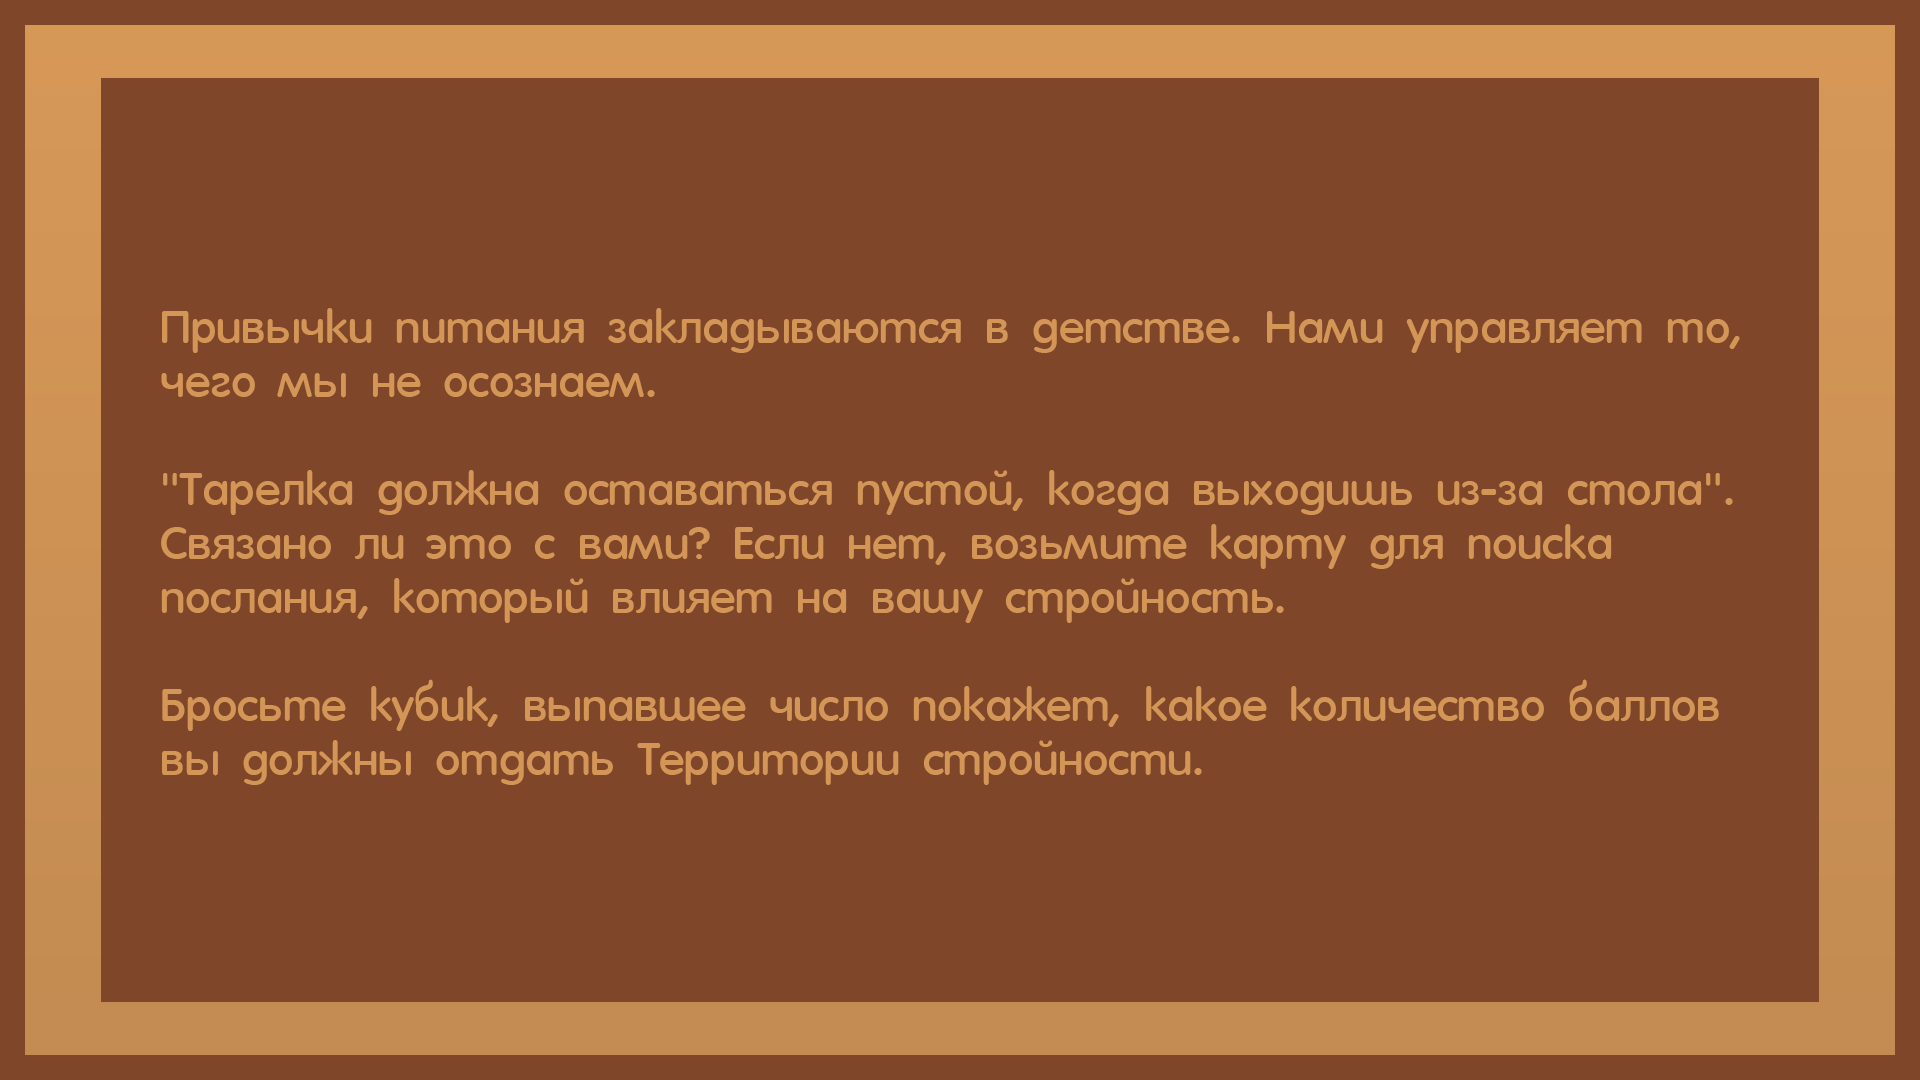 Привычки питания закладываются в детстве. Нами управляет то,
чего мы не осознаем.
"Тарелка должна оставаться пустой, когда выходишь из-за стола".
Связано ли это с вами? Если нет, возьмите карту для поиска
послания, который влияет на вашу стройность.
Бросьте кубик, выпавшее число покажет, какое количество баллов
вы должны отдать Территории стройности.